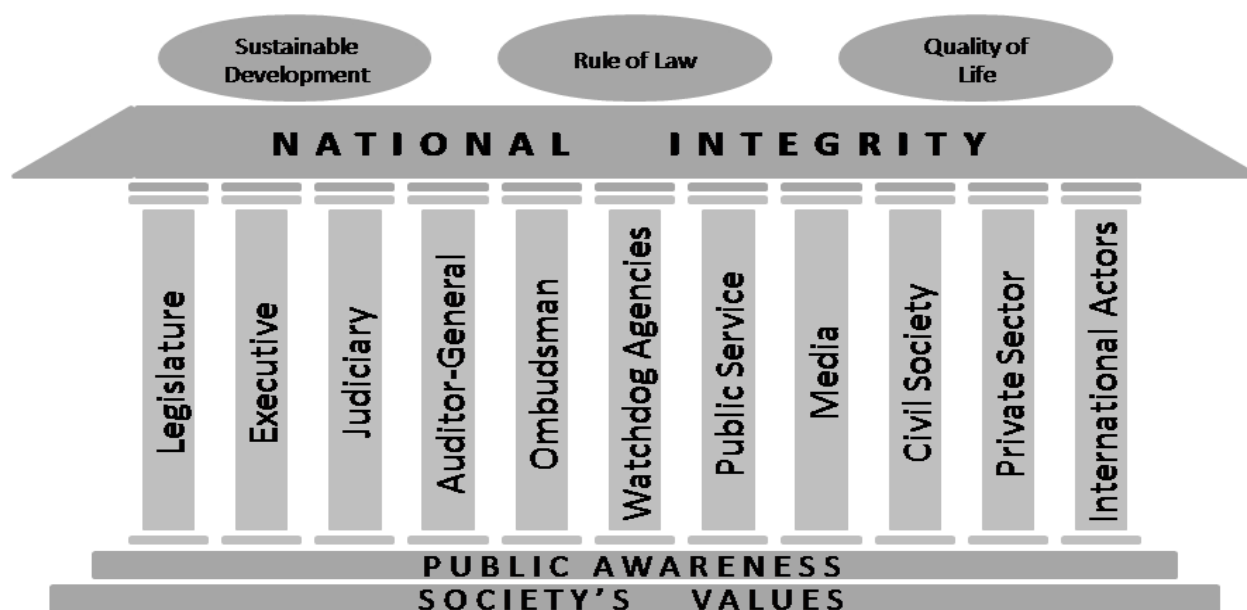 Sustainable
Development
Rule of Law
Quality of
Life
NATIONAL INTEGRITY
Legislature
Executive
Judiciary
Auditor-General
Ombudsman
Watchdog Agencies
Public Service
Media
Civil Society
Private Sector
International Actors
PUBLIC AWARENESS
SOCIETY'S VALUES